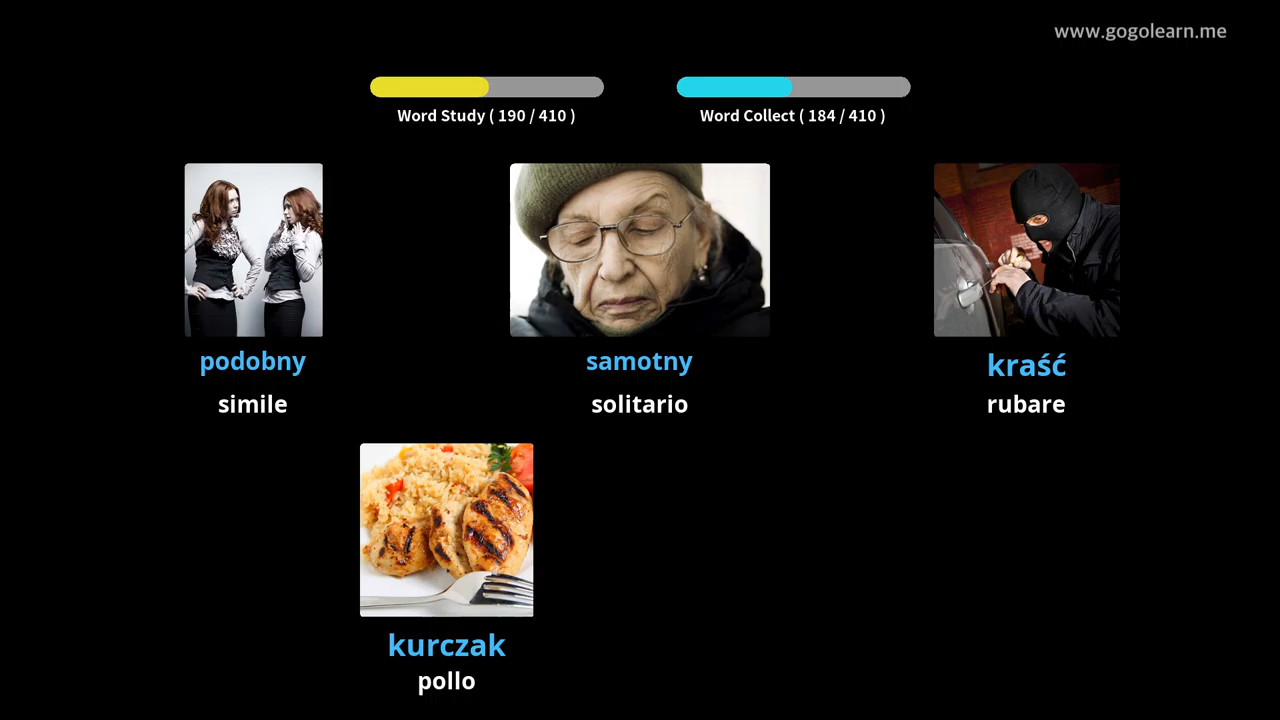 www.gogolearn.me
Word Study ( 190 / 410 )
Word Collect ( 184 / 410 )
podobny
simile
samotny
solitario
kraść
rubare
kurczak
pollo